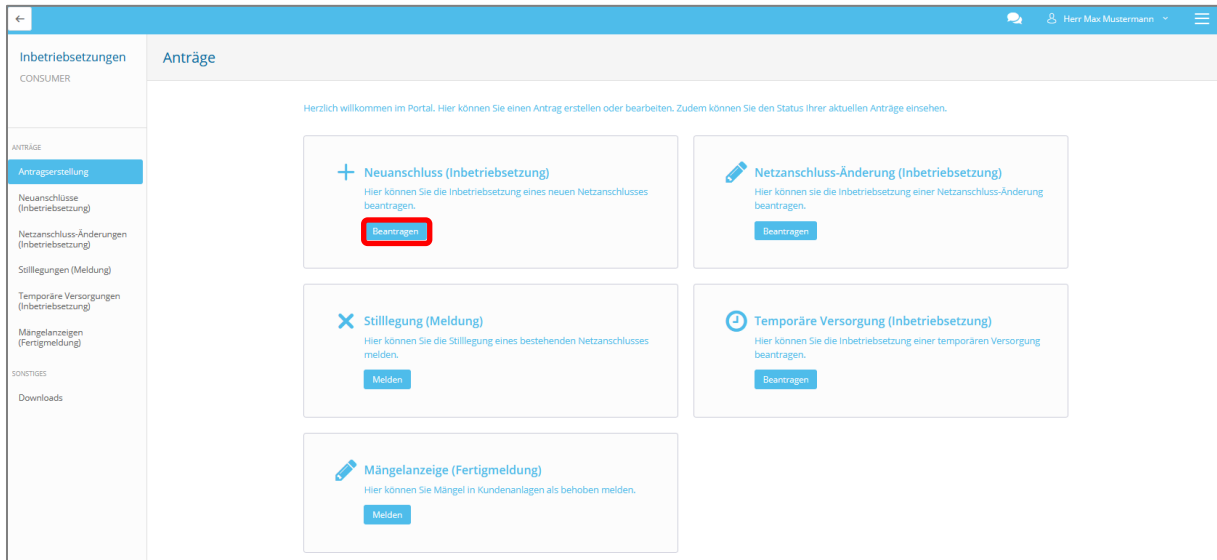 Herr Max Mustermann
Inbetriebsetzungen
CONSUMER
Anträge
Herzlich willkommen im Portal. Hier können Sie einen Antrag erstellen oder bearbeiten. Zudem können Sie den Status Ihrer aktuellen Anträge einsehen.
ANTRÄGE
Antragserstellung
Neuanschlüsse
(Inbetriebsetzung)
Netzanschluss-Änderungen
(Inbetriebsetzung)
Stilllegungen (Meldung)
Temporäre Versorgungen
(Inbetriebsetzung)
Mängelanzeigen
(Fertigmeldung)
SONSTIGES
Downloads
Neuanschluss (Inbetriebsetzung)
Hier können Sie die Inbetriebsetzung eines neuen Netzanschlusses
beantragen.
Beantragen
Netzanschluss-Änderung (Inbetriebsetzung)
Hier können sie die Inbetriebsetzung einer Netzanschluss-Änderung
beantragen.
Beantragen
Stilllegung (Meldung)
Hier können Sie die Stilllegung eines bestehenden Netzanschlusses
melden.
Melden
Temporäre Versorgung (Inbetriebsetzung)
Hier können Sie die Inbetriebsetzung einer temporären Versorgung
beantragen.
Beantragen
Mängelanzeige (Fertigmeldung)
Hier können Sie Mängel in Kundenanlagen als behoben melden.
Melden